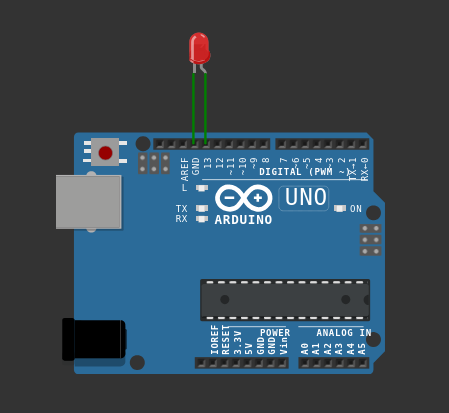 AREF
GND
13
12
~11
~10
~9
8
7
~6
~5
4
~3
2
TX→1
RX←0
DIGITAL (PWM ~)
L
TX
RX
UNO
ON
ARDUINO
POWER
ANALOG IN
IOREF
RESET
3.3V
5V
GND
GND
Vin
A0
A1
A2
A3
A4
A5